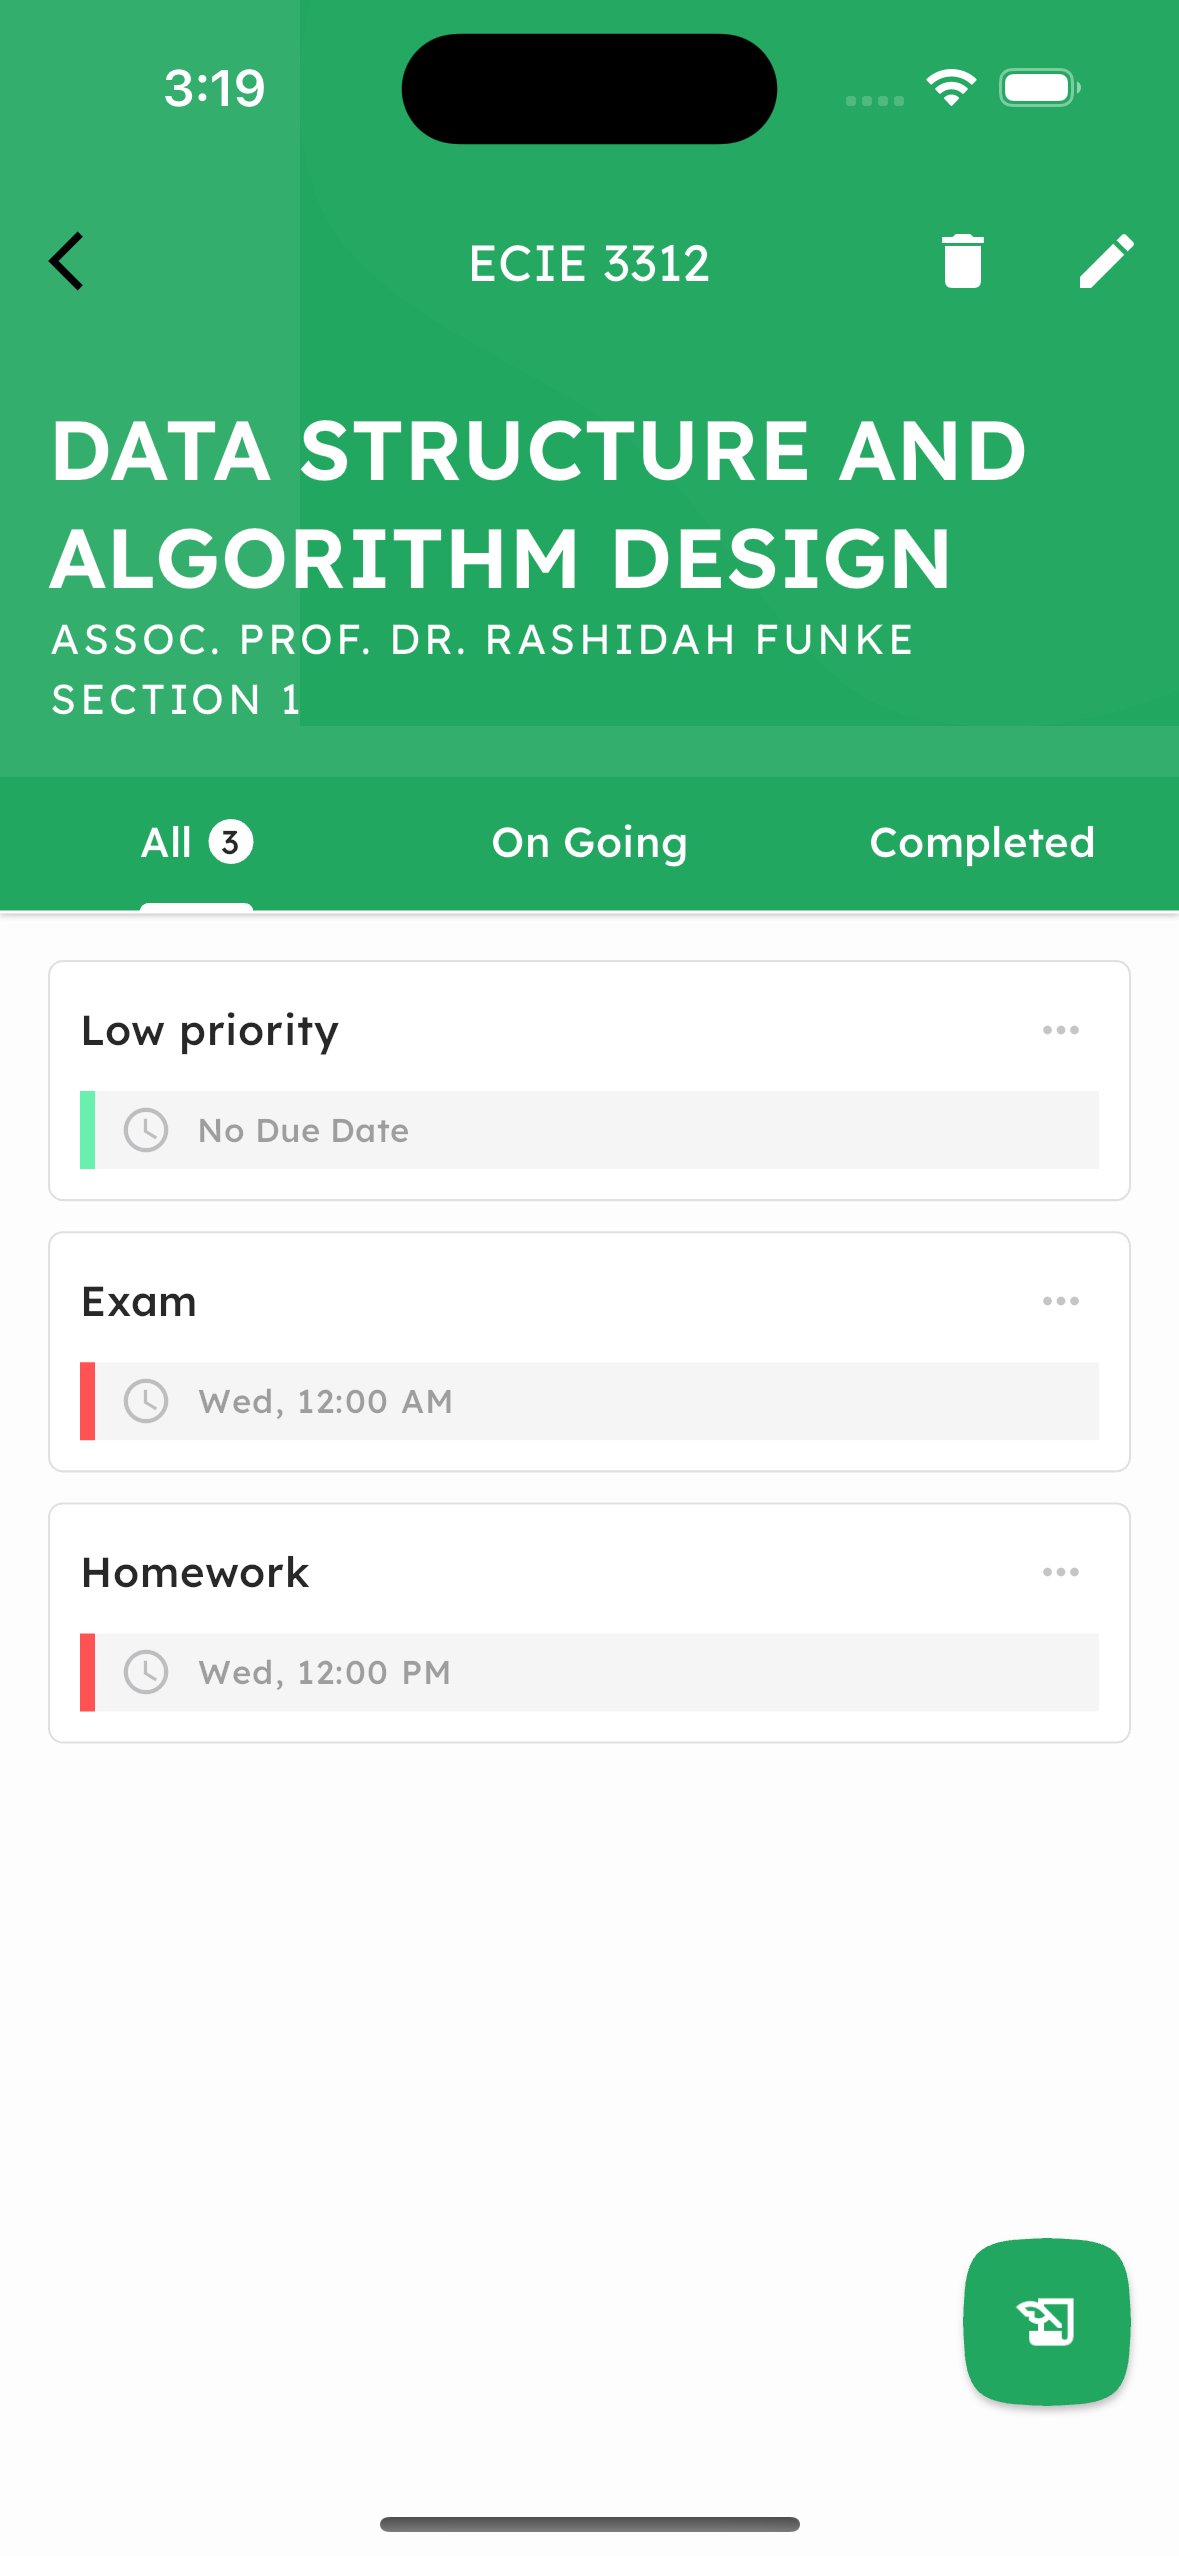 3:19
ECIE 3312
DATA STRUCTURE AND
ALGORITHM DESIGN
ASSOC. PROF. DR. RASHIDAH FUNKE
SECTION 1
All 3
On Going
Completed
Low priority
No Due Date
Exam
Wed, 12:00 AM
Homework
Wed, 12:00 PM